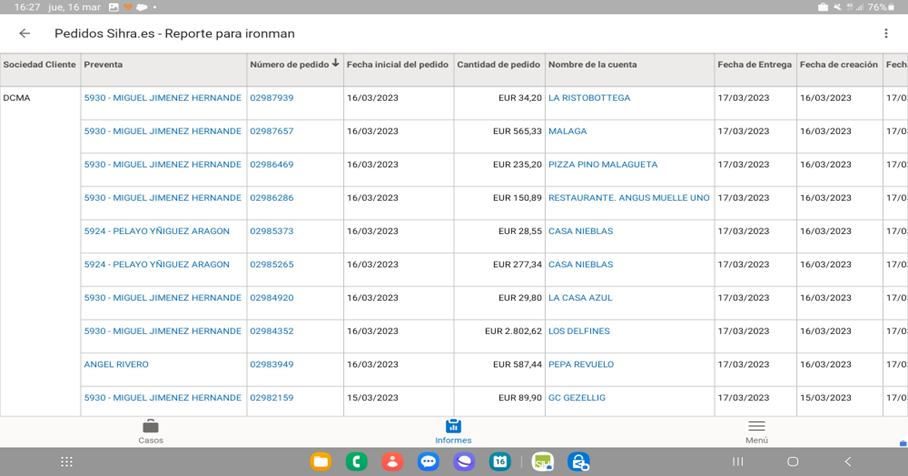 16:27 jue, 16 mar 76%
Pedidos Sihra.es - Reporte para ironman
Sociedad Cliente Preventa Número de pedido Fecha inicial del pedido Cantidad de pedido Nombre de la cuenta Fecha de Entrega Fecha de creación Fech
DCMA 5930 - MIGUEL JIMENEZ HERNANDE 02987939 16/03/2023 EUR 34,20 LA RISTOBOTTEGA 17/03/2023 16/03/2023 17/0
5930 - MIGUEL JIMENEZ HERNANDE 02987657 16/03/2023 EUR 565,33 MALAGA 17/03/2023 16/03/2023 17/0
5930 - MIGUEL JIMENEZ HERNANDE 02986469 16/03/2023 EUR 235,20 PIZZA PINO MALAGUETA 17/03/2023 16/03/2023 17/0
5930 - MIGUEL JIMENEZ HERNANDE 02986286 16/03/2023 EUR 150,89 RESTAURANTE. ANGUS MUELLE UNO 17/03/2023 16/03/2023 17/0
5924 - PELAYO YÑIGUEZ ARAGON 02985373 16/03/2023 EUR 28,55 CASA NIEBLAS 17/03/2023 16/03/2023 17/0
5924 - PELAYO YÑIGUEZ ARAGON 02985265 16/03/2023 EUR 277,34 CASA NIEBLAS 17/03/2023 16/03/2023 17/0
5930 - MIGUEL JIMENEZ HERNANDE 02984920 16/03/2023 EUR 29,80 LA CASA AZUL 17/03/2023 16/03/2023 17/0
5930 - MIGUEL JIMENEZ HERNANDE 02984352 16/03/2023 EUR 2.802,62 LOS DELFINES 17/03/2023 16/03/2023 17/0
ANGEL RIVERO 02983949 16/03/2023 EUR 587,44 PEPA REVUELO 17/03/2023 16/03/2023 17/0
5930 - MIGUEL JIMENEZ HERNANDE 02982159 15/03/2023 EUR 89,90 GC GEZELLIG 17/03/2023 15/03/2023 17/0
Casos Informes Menú
16